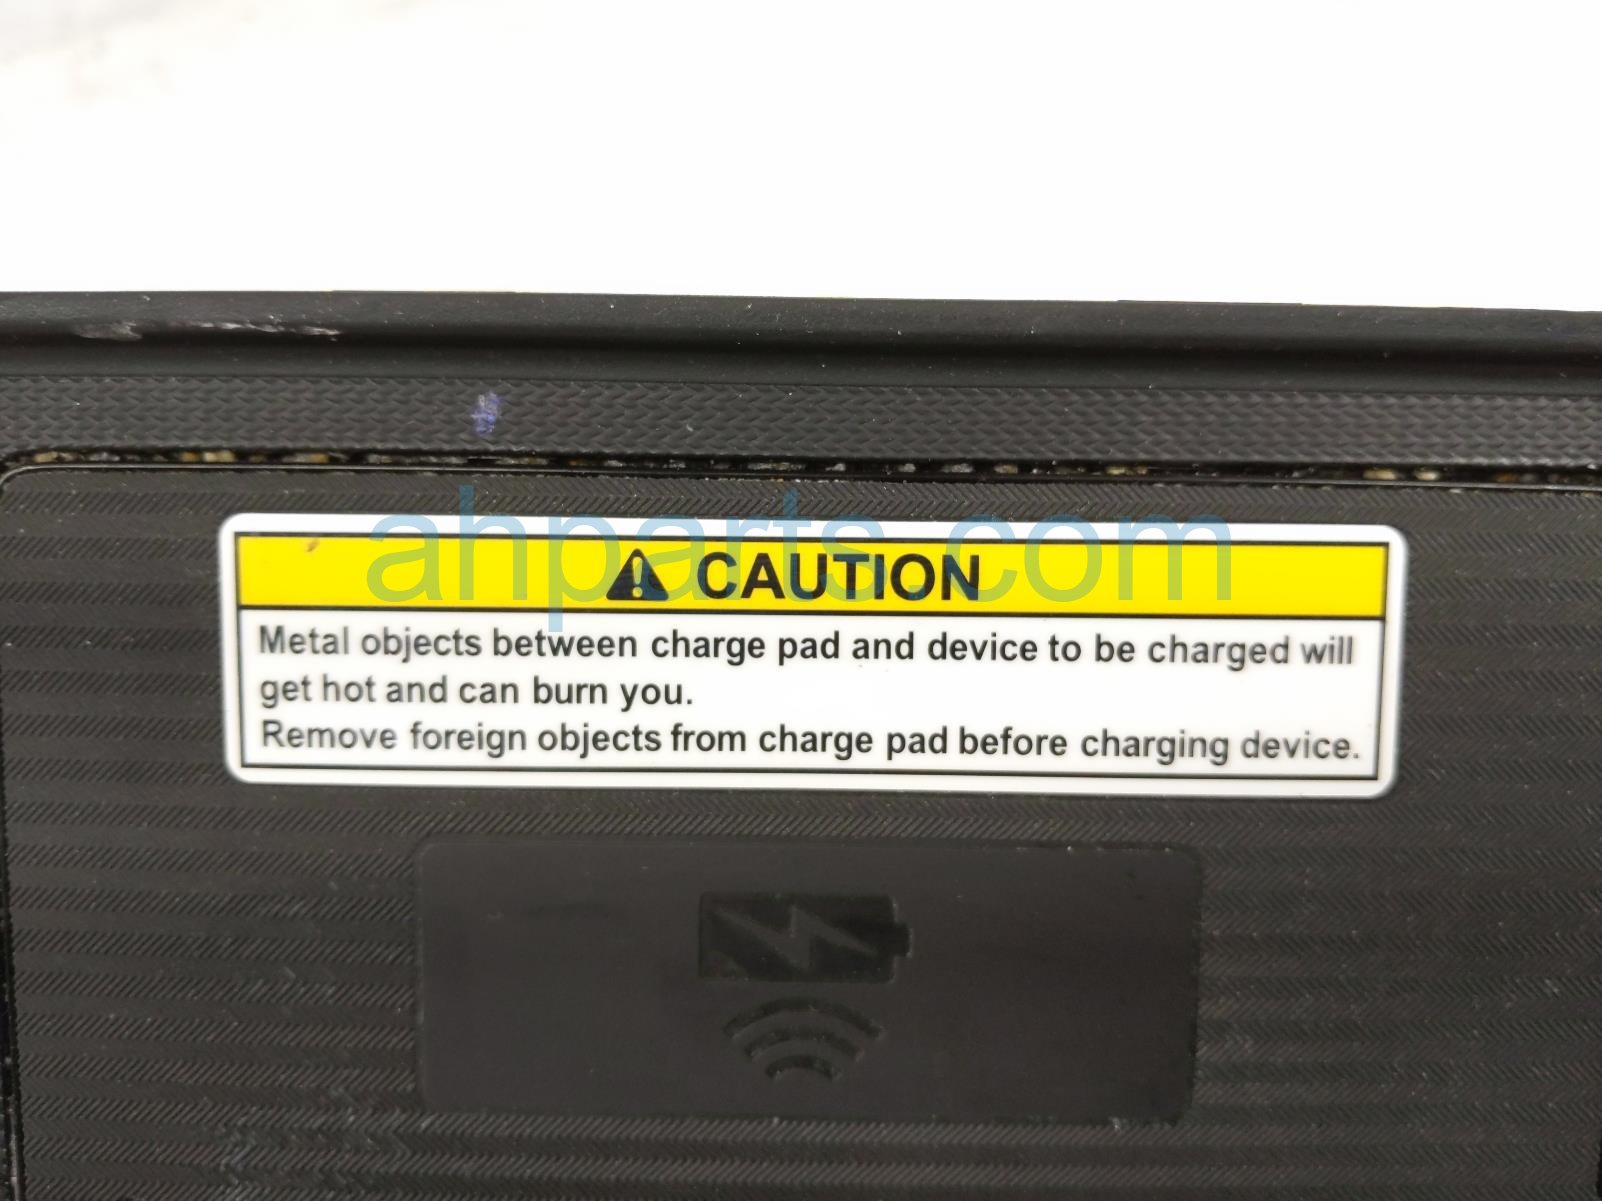 ahparts.com
CAUTION
Metal objects between charge pad and device to be charged will
get hot and can burn you.
Remove foreign objects from charge pad before charging device.